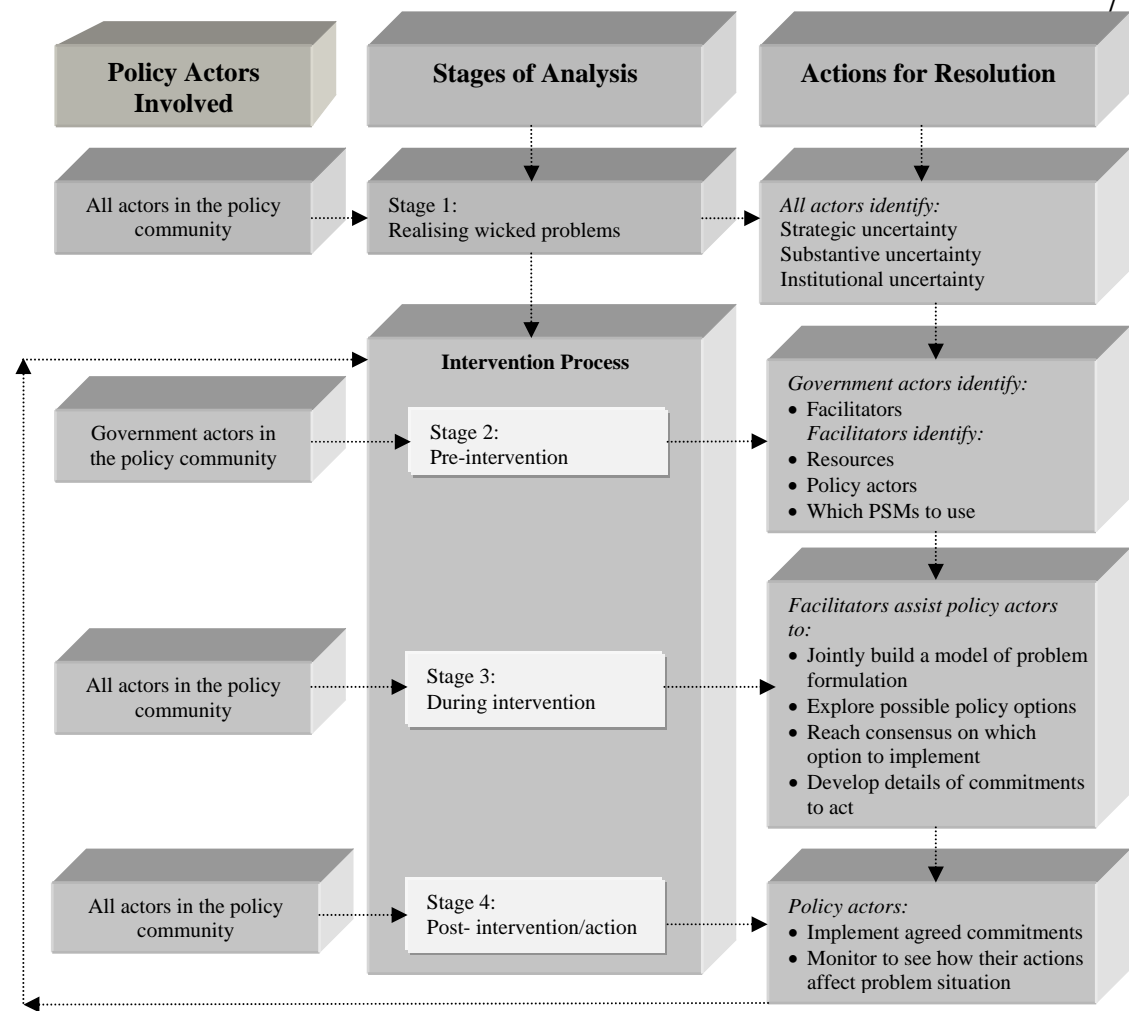 Policy Actors
Involved
Stages of Analysis
Actions for Resolution
All actors in the policy
community
Stage 1:
Realising wicked problems
All actors identify:
Strategic uncertainty
Substantive uncertainty
Institutional uncertainty
Intervention Process
Government actors in
the policy community
Stage 2:
Pre-intervention
Government actors identify:
• Facilitators
Facilitators identify:
• Resources
• Policy actors
• Which PSMs to use
All actors in the policy
community
Stage 3:
During intervention
Facilitators assist policy actors
to:
• Jointly build a model of problem
formulation
• Explore possible policy options
• Reach consensus on which
option to implement
• Develop details of commitments
to act
All actors in the policy
community
Stage 4:
Post- intervention/action
Policy actors:
• Implement agreed commitments
• Monitor to see how their actions
affect problem situation